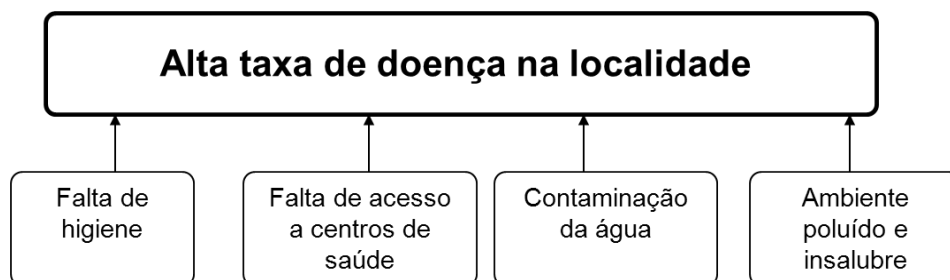 Alta taxa de doença na localidade
Falta de
higiene
Falta de acesso
a centros de
saúde
Contaminação
da água
Ambiente
poluído e
insalubre